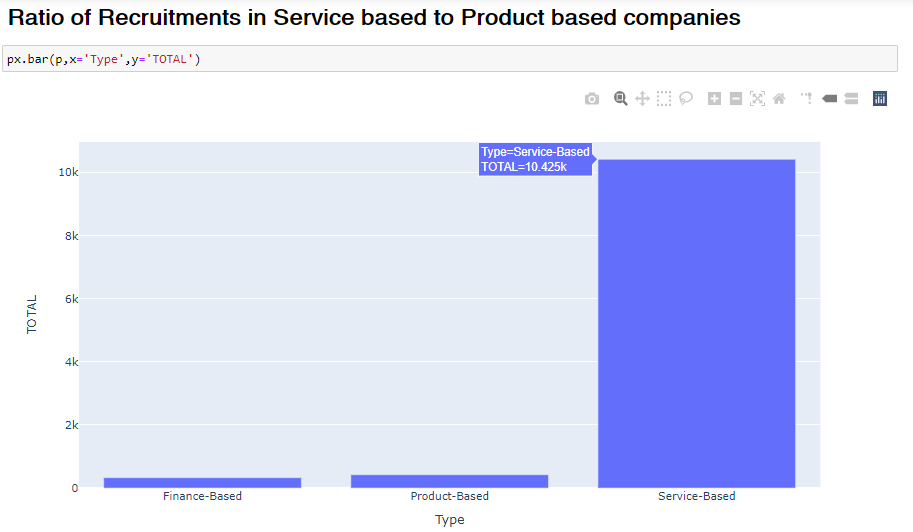 Ratio of Recruitments in Service based to Product based companies
px.bar(p,x='Type',y='TOTAL')
Type=Service-Based
TOTAL=10.425k
10k
8k
6k
4k
2k
0
TOTAL
Finance-Based Product-Based Service-Based
Type